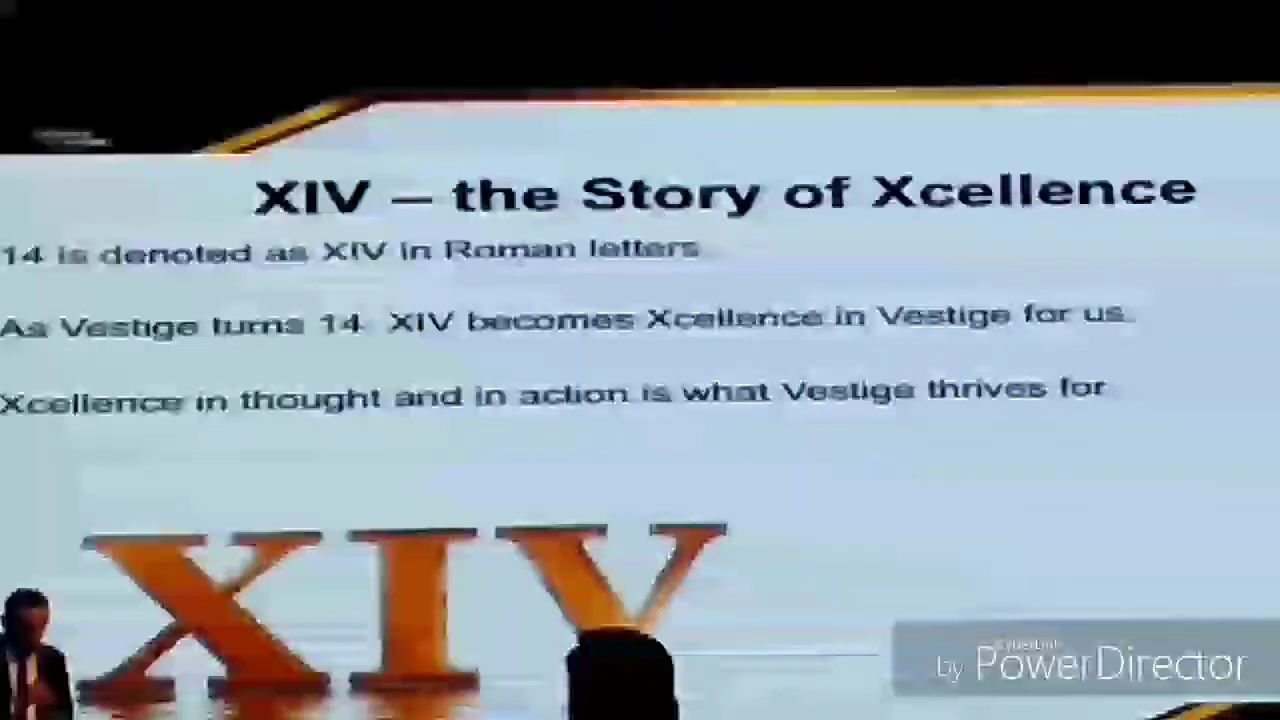 XIV – the Story of Xcellence
14 is denoted as XIV in Roman letters.
As Vestige turns 14 XIV becomes Xcellence in Vestige for us.
Xcellence in thought and in action is what Vestige thrives for
XIV
CyberLink
by PowerDirector